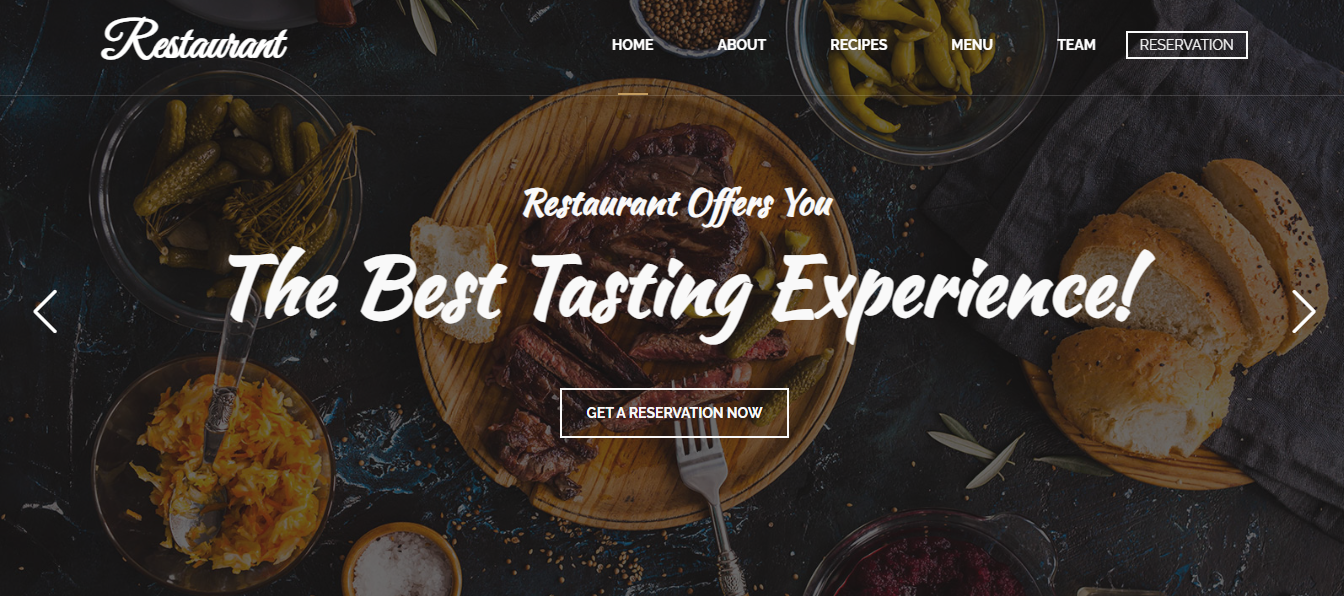 Restaurant
HOME ABOUT RECIPES MENU TEAM RESERVATION
Restaurant Offers You
The Best Tasting Experience!
GET A RESERVATION NOW